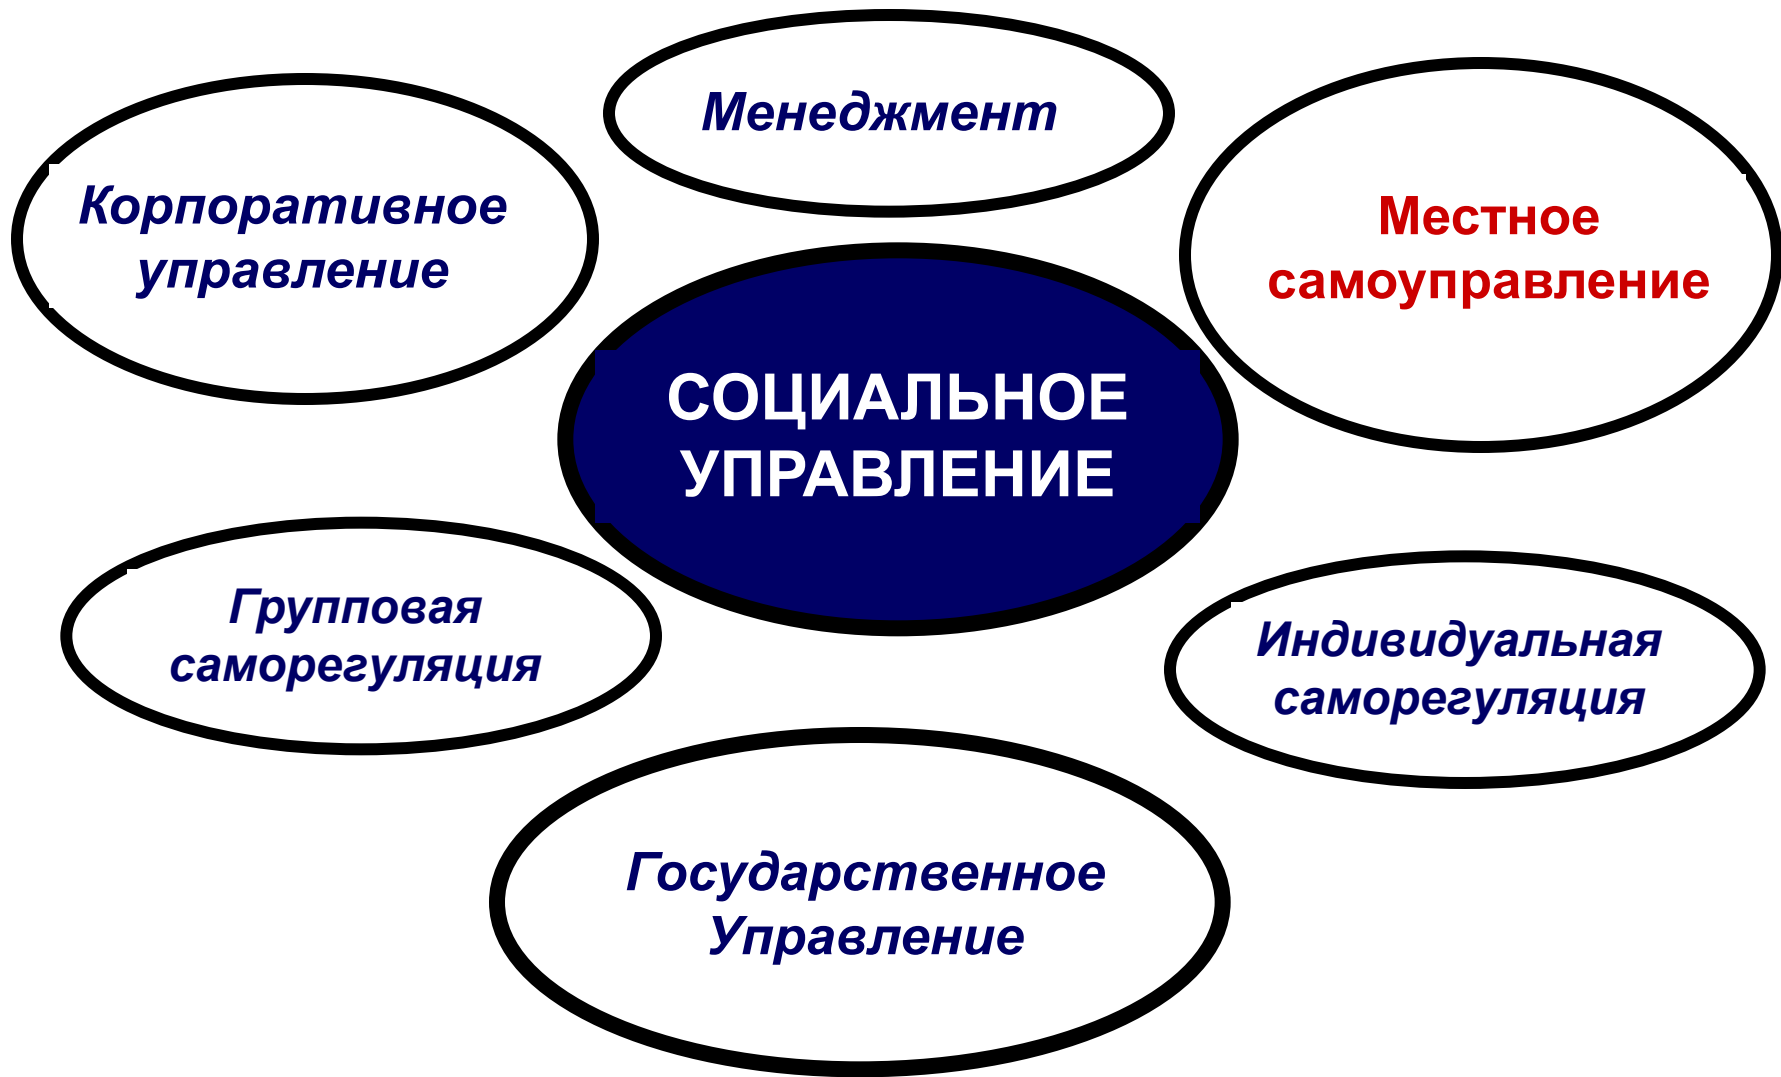 Менеджмент
Корпоративное
управление
Местное
самоуправление
СОЦИАЛЬНОЕ
УПРАВЛЕНИЕ
Групповая
саморегуляция
Индивидуальная
саморегуляция
Государственное
Управление